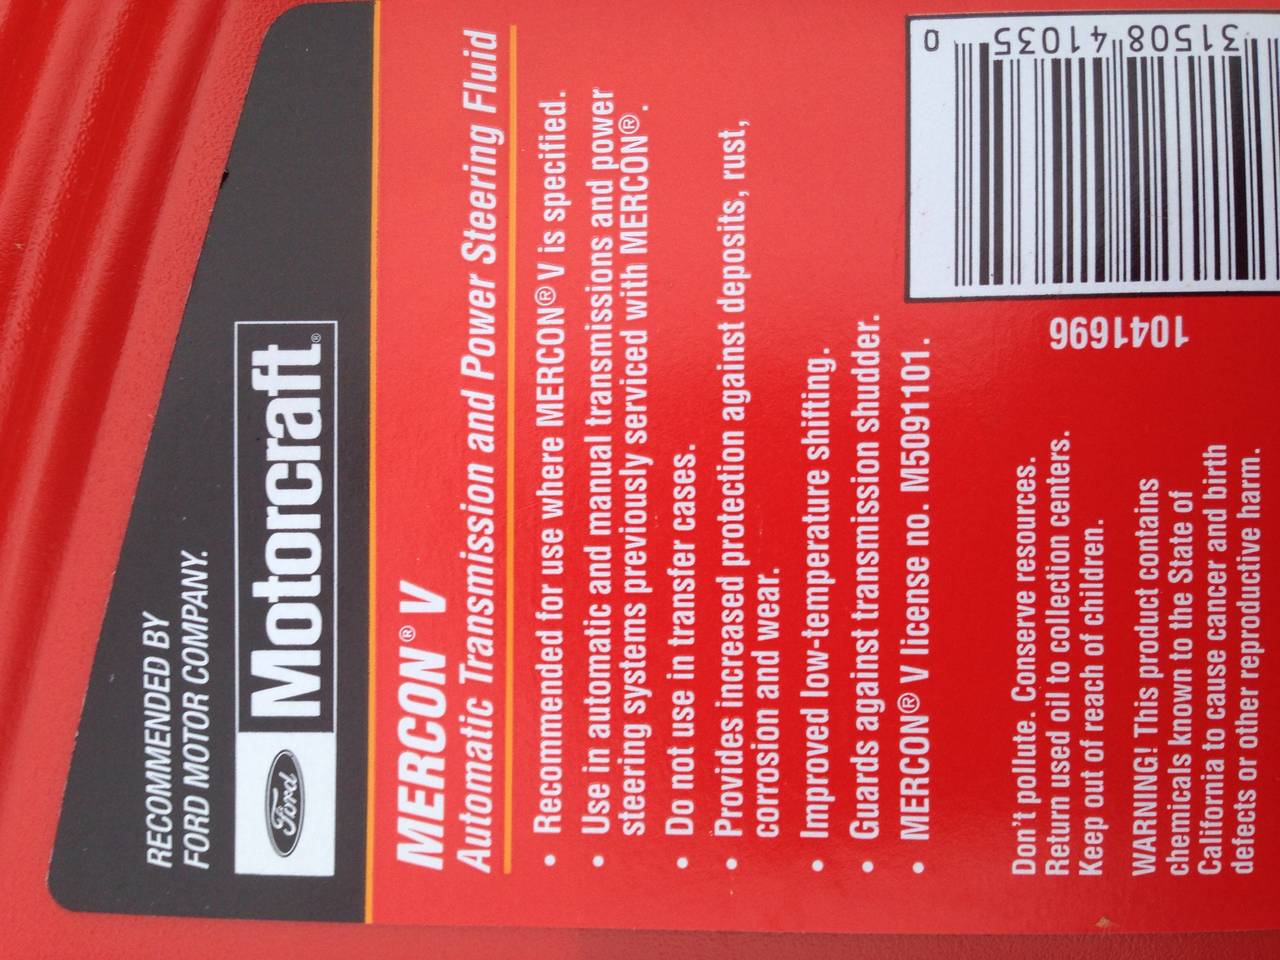 RECOMMENDED BY
FORD MOTOR COMPANY.
Ford Motorcraft®
MERCON® V
Automatic Transmission and Power Steering Fluid
• Recommended for use where MERCON® V is specified.
• Use in automatic and manual transmissions and power
steering systems previously serviced with MERCON®.
• Do not use in transfer cases.
• Provides increased protection against deposits, rust,
corrosion and wear.
• Improved low-temperature shifting.
• Guards against transmission shudder.
• MERCON® V license no. M5091101.
Don't pollute. Conserve resources.
Return used oil to collection centers.
Keep out of reach of children.
WARNING! This product contains
chemicals known to the State of
California to cause cancer and birth
defects or other reproductive harm.
1041696
0 31508 41035